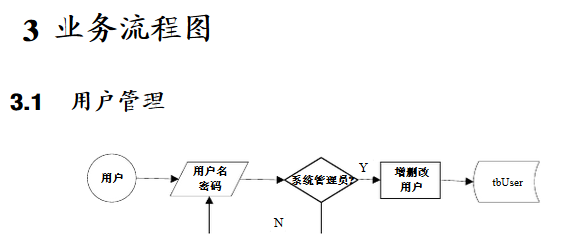 3 业务流程图
3.1 用户管理
用户
用户名
密码
系统管理员?
Y
增删改
用户
tbUser
N